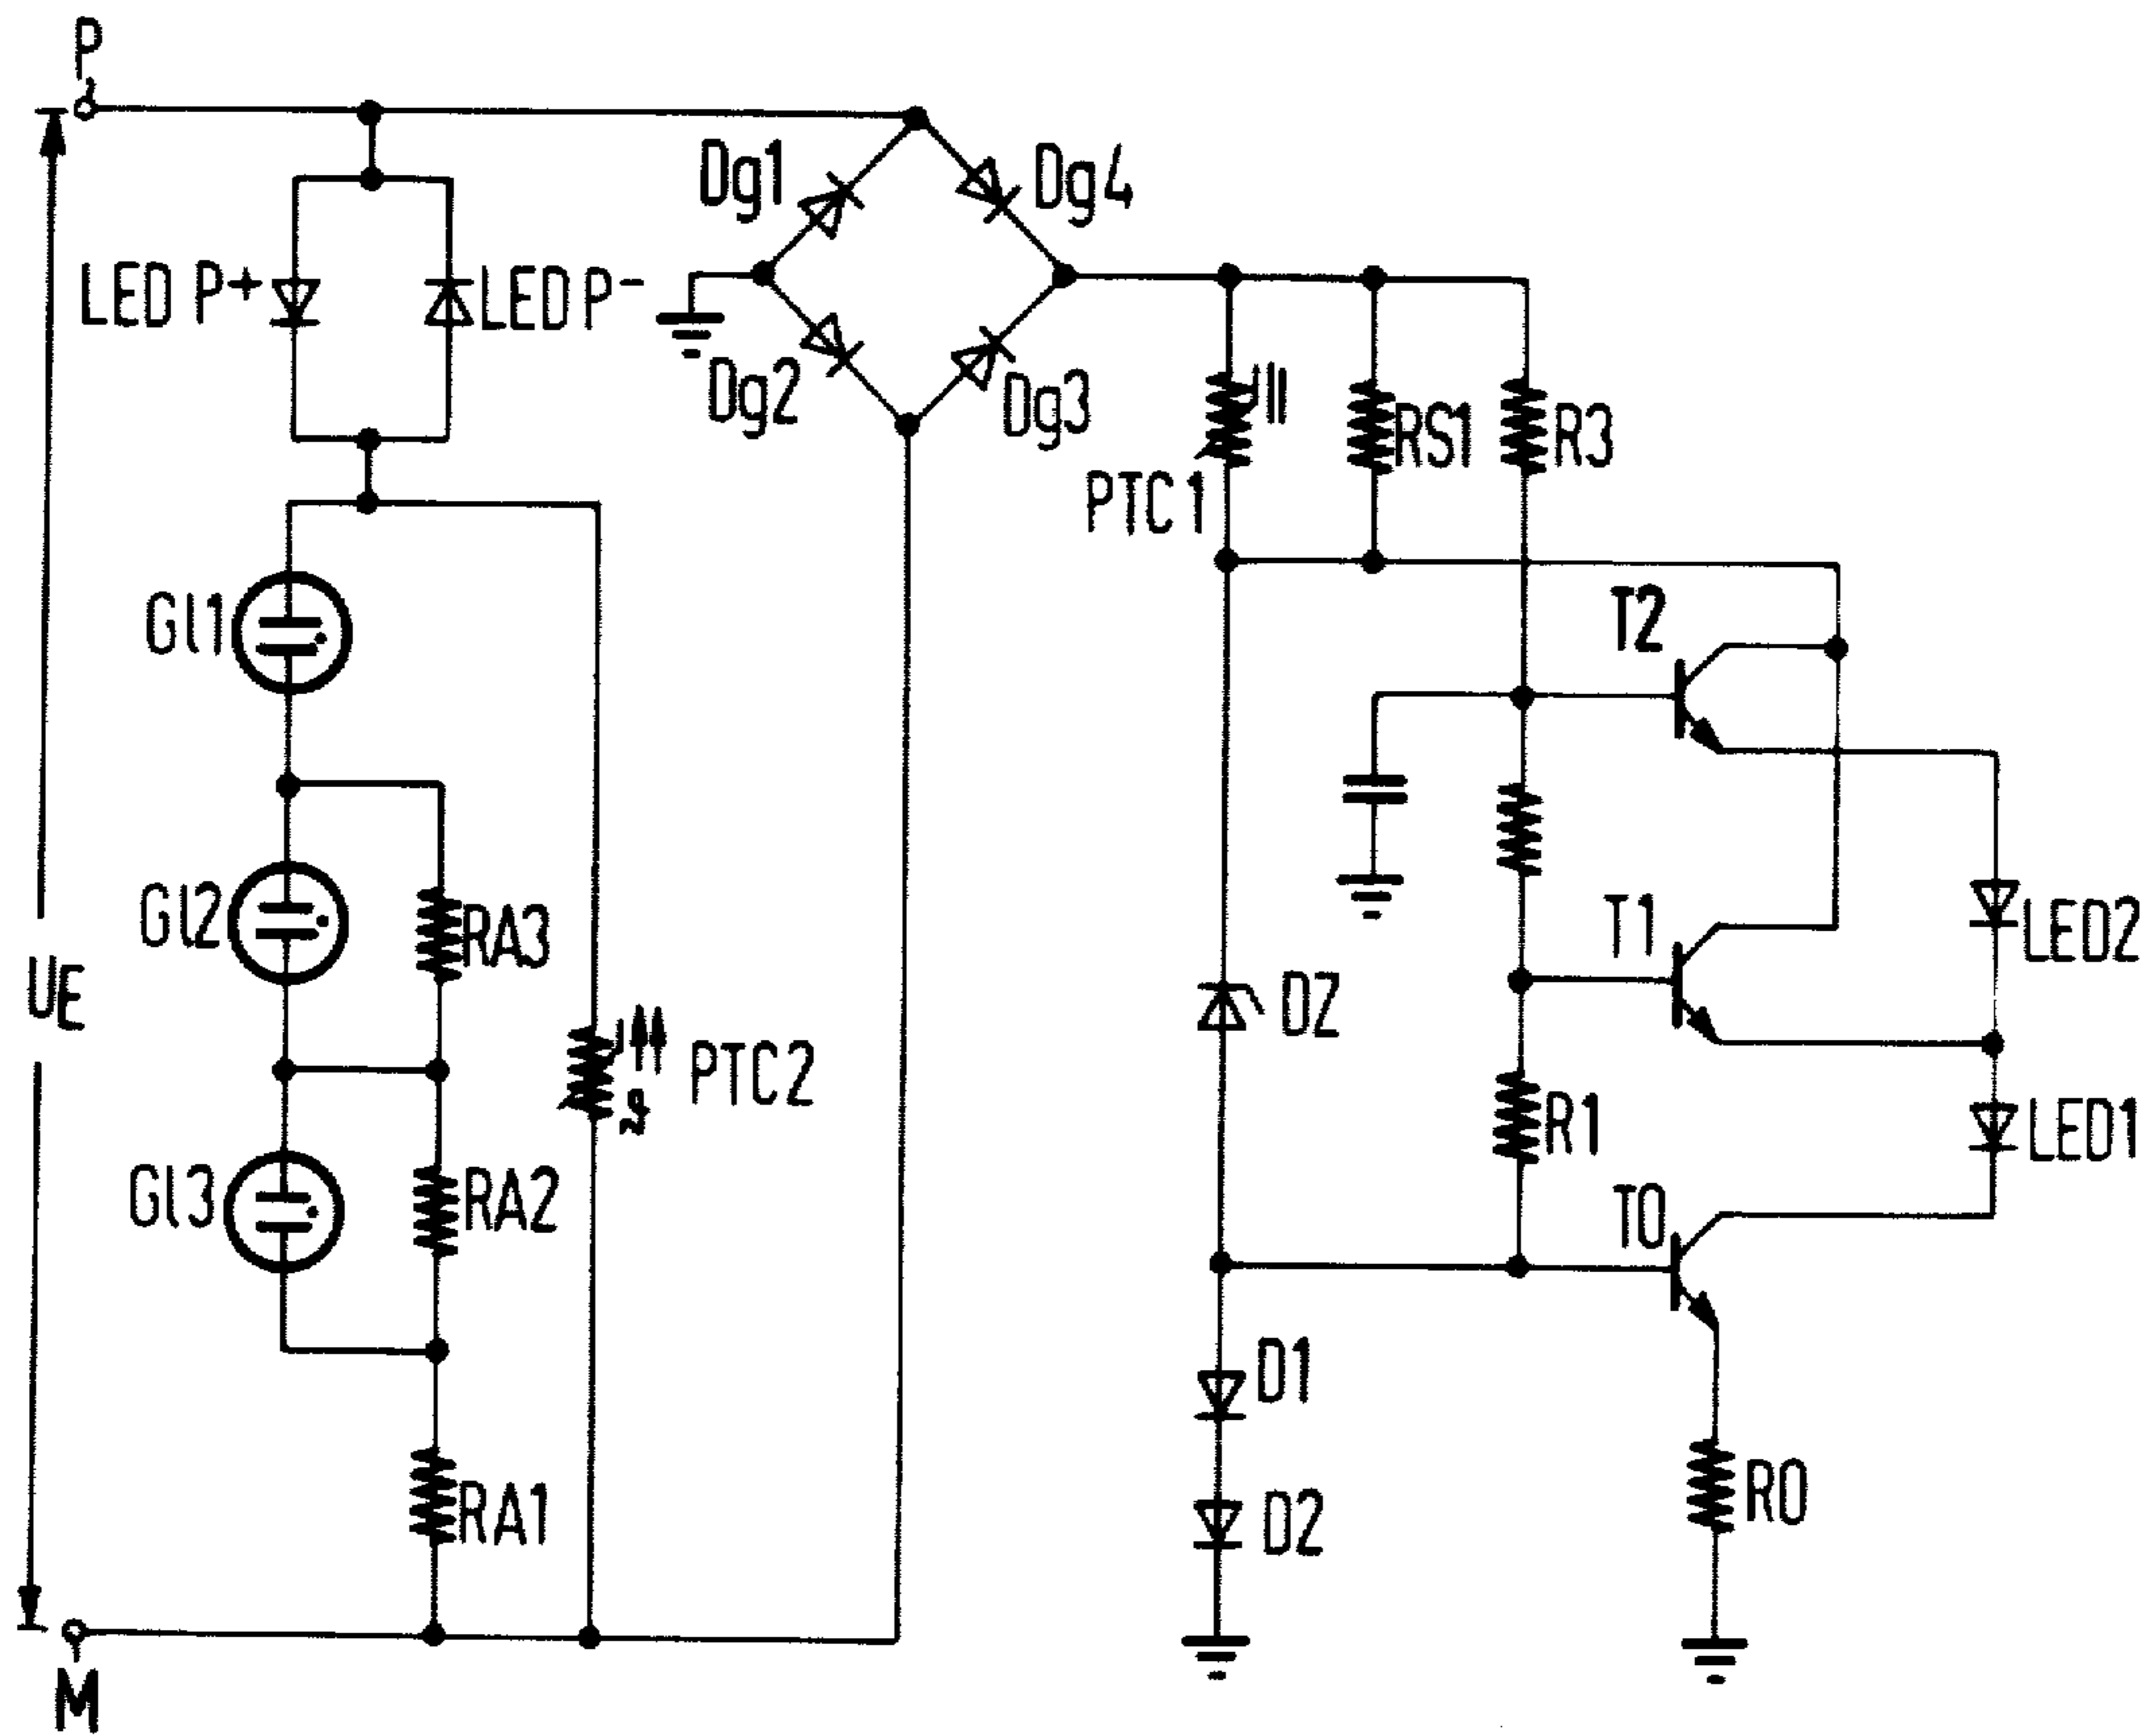 P
Dg1
Dg4
LED P+
LED P-
Dg2
Dg3
RS1
R3
PTC1
Gl1
T2
Gl2
RA3
T1
LED2
UE
DZ
PTC2
ϑ
R1
LED1
Gl3
RA2
T0
D1
RA1
D2
R0
M